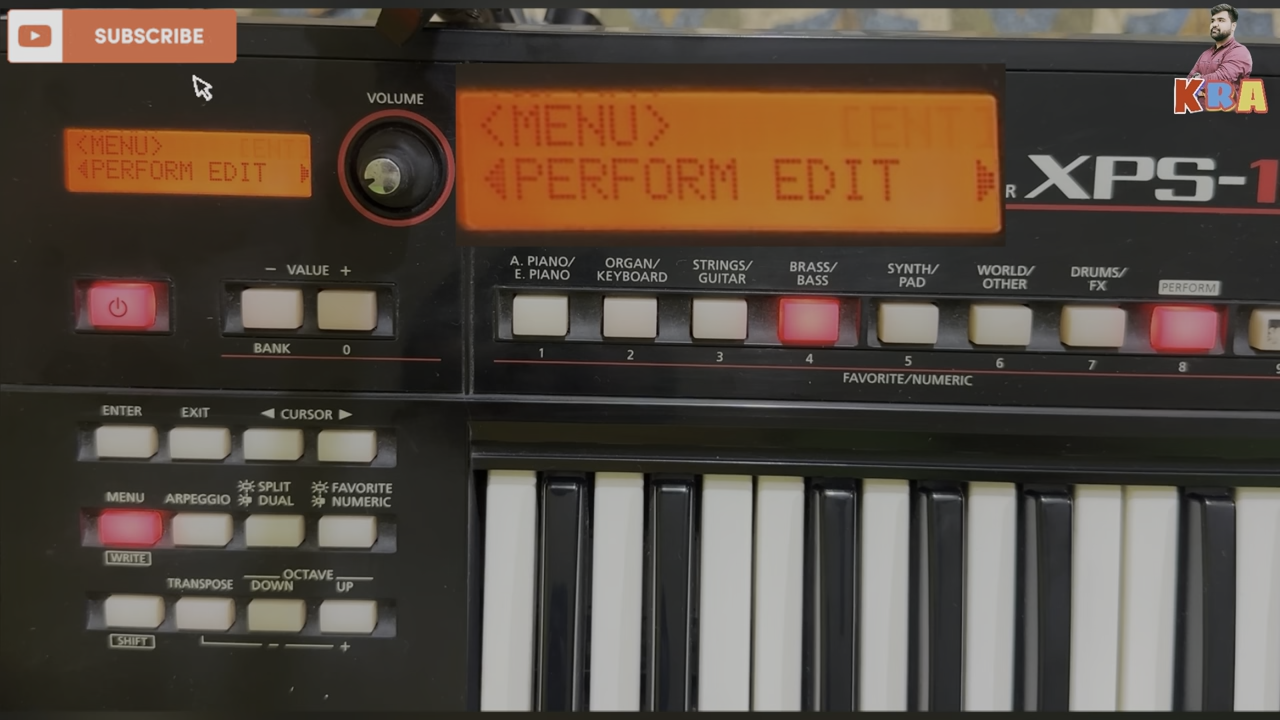 SUBSCRIBE
KRA
VOLUME
<MENU> [ENT
PERFORM EDIT
<MENU> [ENT
PERFORM EDIT
R XPS-1
− VALUE +
BANK 0
A. PIANO/
E. PIANO
ORGAN/
KEYBOARD
STRINGS/
GUITAR
BRASS/
BASS
SYNTH/
PAD
WORLD/
OTHER
DRUMS/
FX
PERFORM
1 2 3 4 5 6 7 8
FAVORITE/NUMERIC
ENTER EXIT ◀ CURSOR ▶
MENU ARPEGGIO
SPLIT
DUAL
FAVORITE
NUMERIC
WRITE
OCTAVE
TRANSPOSE DOWN UP
SHIFT − +